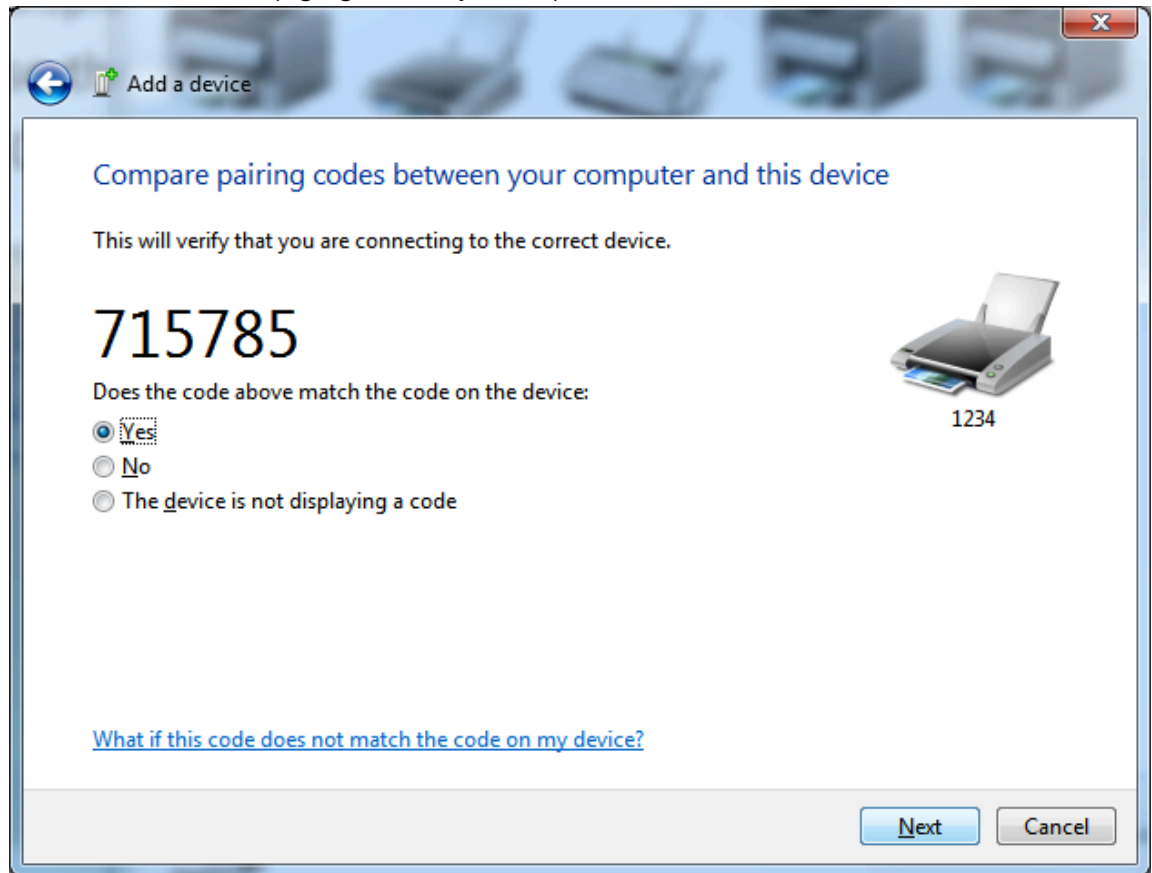 Add a device
Compare pairing codes between your computer and this device
This will verify that you are connecting to the correct device.
715785
Does the code above match the code on the device:
Yes
1234
No
The device is not displaying a code
What if this code does not match the code on my device?
Next Cancel